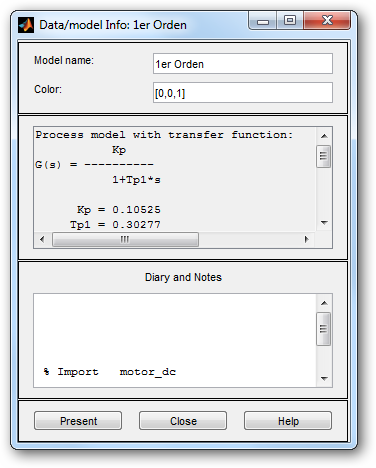 Data/model Info: 1er Orden
Model name:
1er Orden
Color:
[0,0,1]
Process model with transfer function:
Kp
G(s) = ----------
1+Tp1*s
Kp = 0.10525
Tp1 = 0.30277
Diary and Notes
% Import   motor_dc
Present
Close
Help